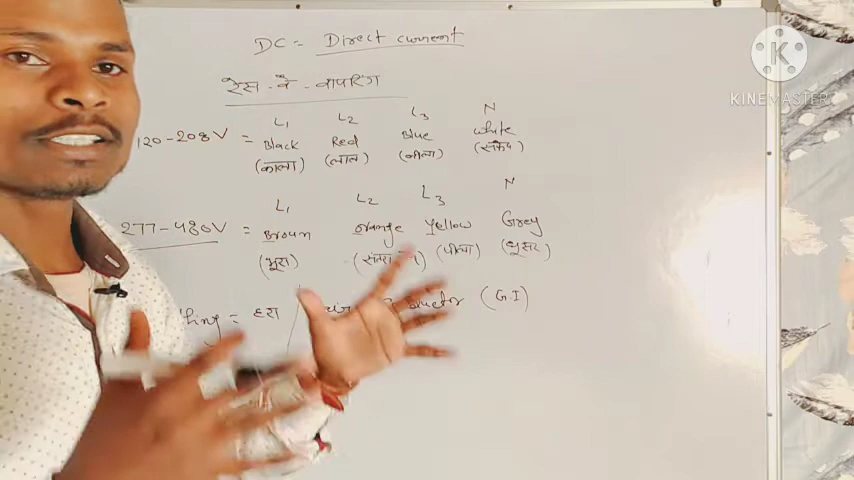 DC = Direct current
K
KINEMASTER
L₁ L₂ L₃ N
120-208V = Black Red Blue white
(काला) (लाल) (नीला) (सफेद)
L₁ L₂ L₃ N
277-480V = Brown orange Yellow Grey
(भूरा) (पीला) (धूसर)
= हरा / (G.I)